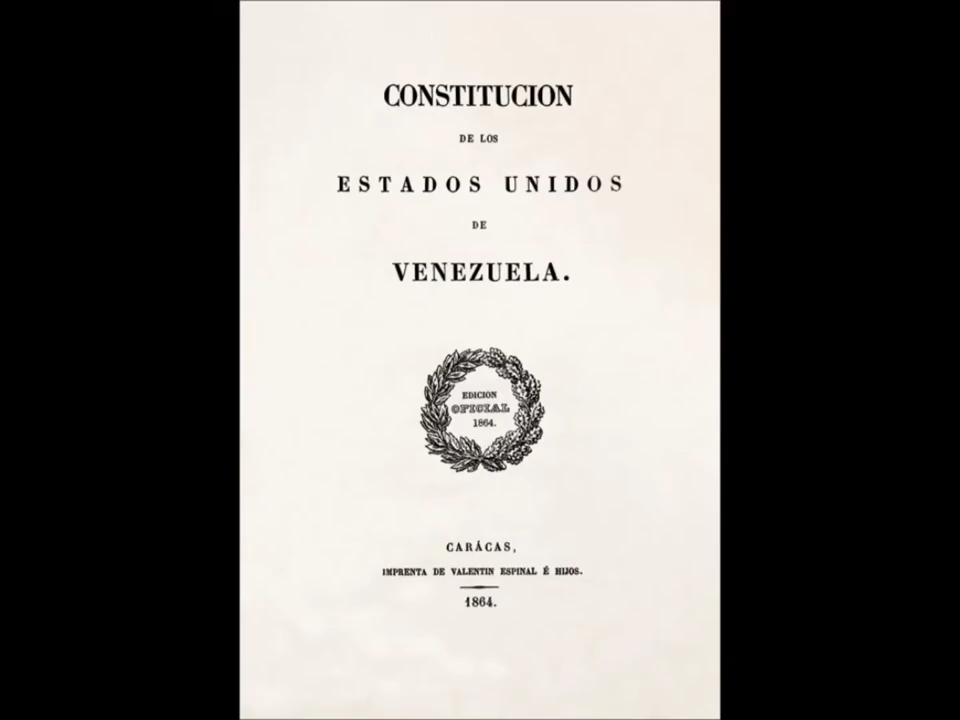 CONSTITUCION
DE LOS
ESTADOS UNIDOS
DE
VENEZUELA.
EDICION
OFICIAL
1864.
CARÁCAS,
IMPRENTA DE VALENTIN ESPINAL É HIJOS.
1864.